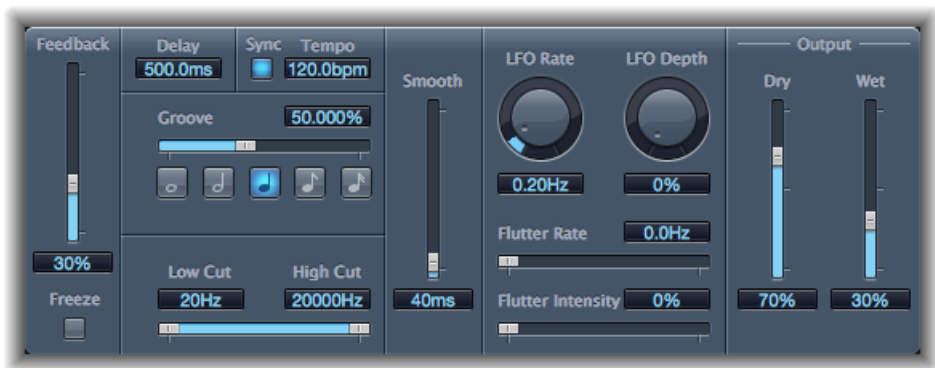 Feedback
30%
Freeze
Delay
500.0ms
Sync Tempo
120.0bpm
Groove
50.000%
Low Cut
20Hz
High Cut
20000Hz
Smooth
40ms
LFO Rate
0.20Hz
LFO Depth
0%
Flutter Rate
0.0Hz
Flutter Intensity
0%
Output
Dry
70%
Wet
30%